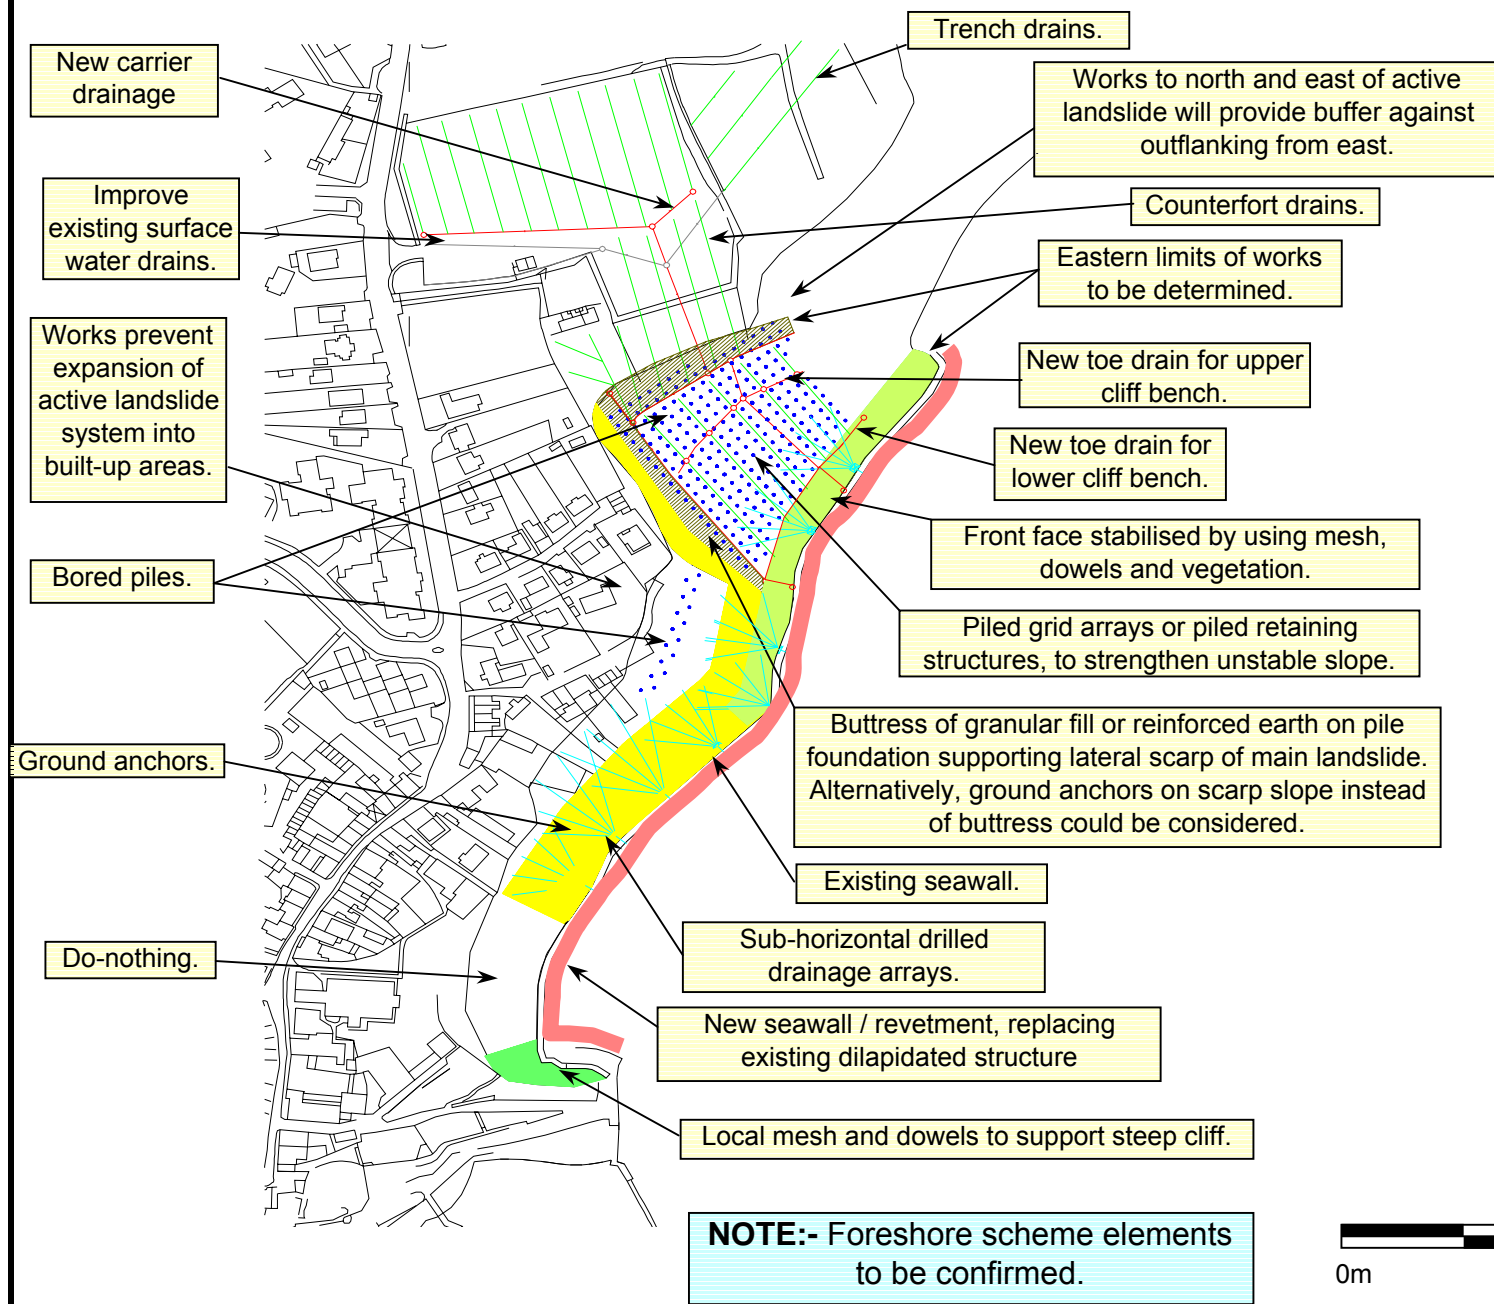 Trench drains.
New carrier
drainage
Works to north and east of active
landslide will provide buffer against
outflanking from east.
Improve
existing surface
water drains.
Counterfort drains.
Eastern limits of works
to be determined.
Works prevent
expansion of
active landslide
system into
built-up areas.
New toe drain for upper
cliff bench.
New toe drain for
lower cliff bench.
Front face stabilised by using mesh,
dowels and vegetation.
Bored piles.
Piled grid arrays or piled retaining
structures, to strengthen unstable slope.
Buttress of granular fill or reinforced earth on pile
foundation supporting lateral scarp of main landslide.
Alternatively, ground anchors on scarp slope instead
of buttress could be considered.
Ground anchors.
Existing seawall.
Sub-horizontal drilled
drainage arrays.
Do-nothing.
New seawall / revetment, replacing
existing dilapidated structure
Local mesh and dowels to support steep cliff.
NOTE:- Foreshore scheme elements
to be confirmed.
0m